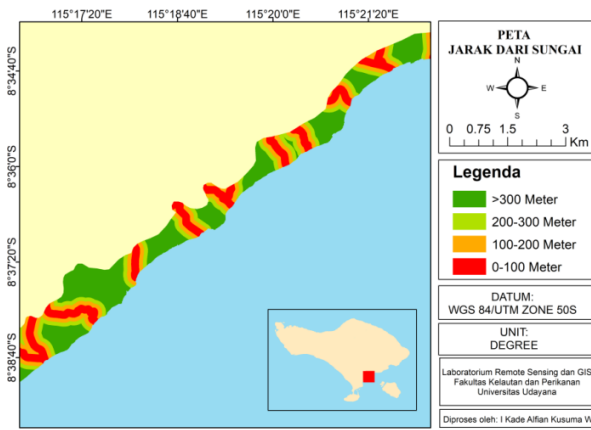 115°17'20"E 115°18'40"E 115°20'0"E 115°21'20"E
8°34'40"S
8°36'0"S
8°37'20"S
8°38'40"S
PETA
JARAK DARI SUNGAI
N
W E
S
0 0.75 1.5 3
Km
Legenda
>300 Meter
200-300 Meter
100-200 Meter
0-100 Meter
DATUM:
WGS 84/UTM ZONE 50S
UNIT:
DEGREE
Laboratorium Remote Sensing dan GIS
Fakultas Kelautan dan Perikanan
Universitas Udayana
Diproses oleh: I Kade Alfian Kusuma W